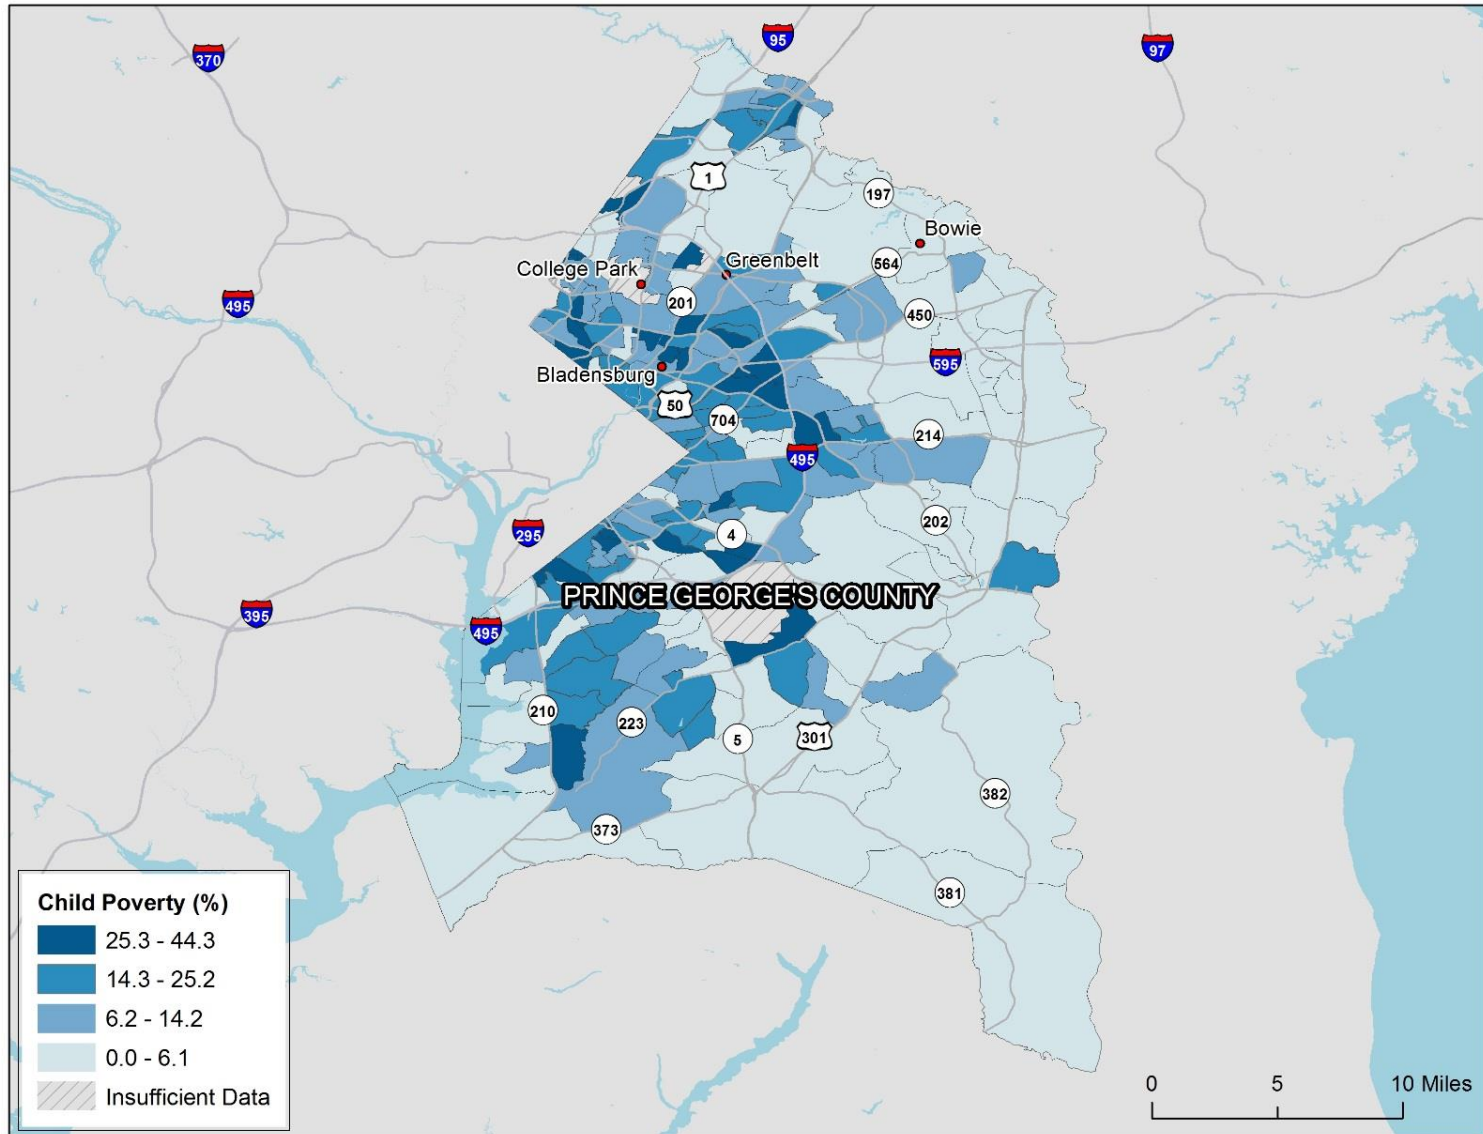 95
97
370
1
197
Bowie
564
Greenbelt
College Park
201
495
450
595
Bladensburg
50
704
214
495
202
4
295
PRINCE GEORGE'S COUNTY
395
495
210
223
5
301
382
373
381
Child Poverty (%)
25.3 - 44.3
14.3 - 25.2
6.2 - 14.2
0.0 - 6.1
Insufficient Data
0 5 10 Miles